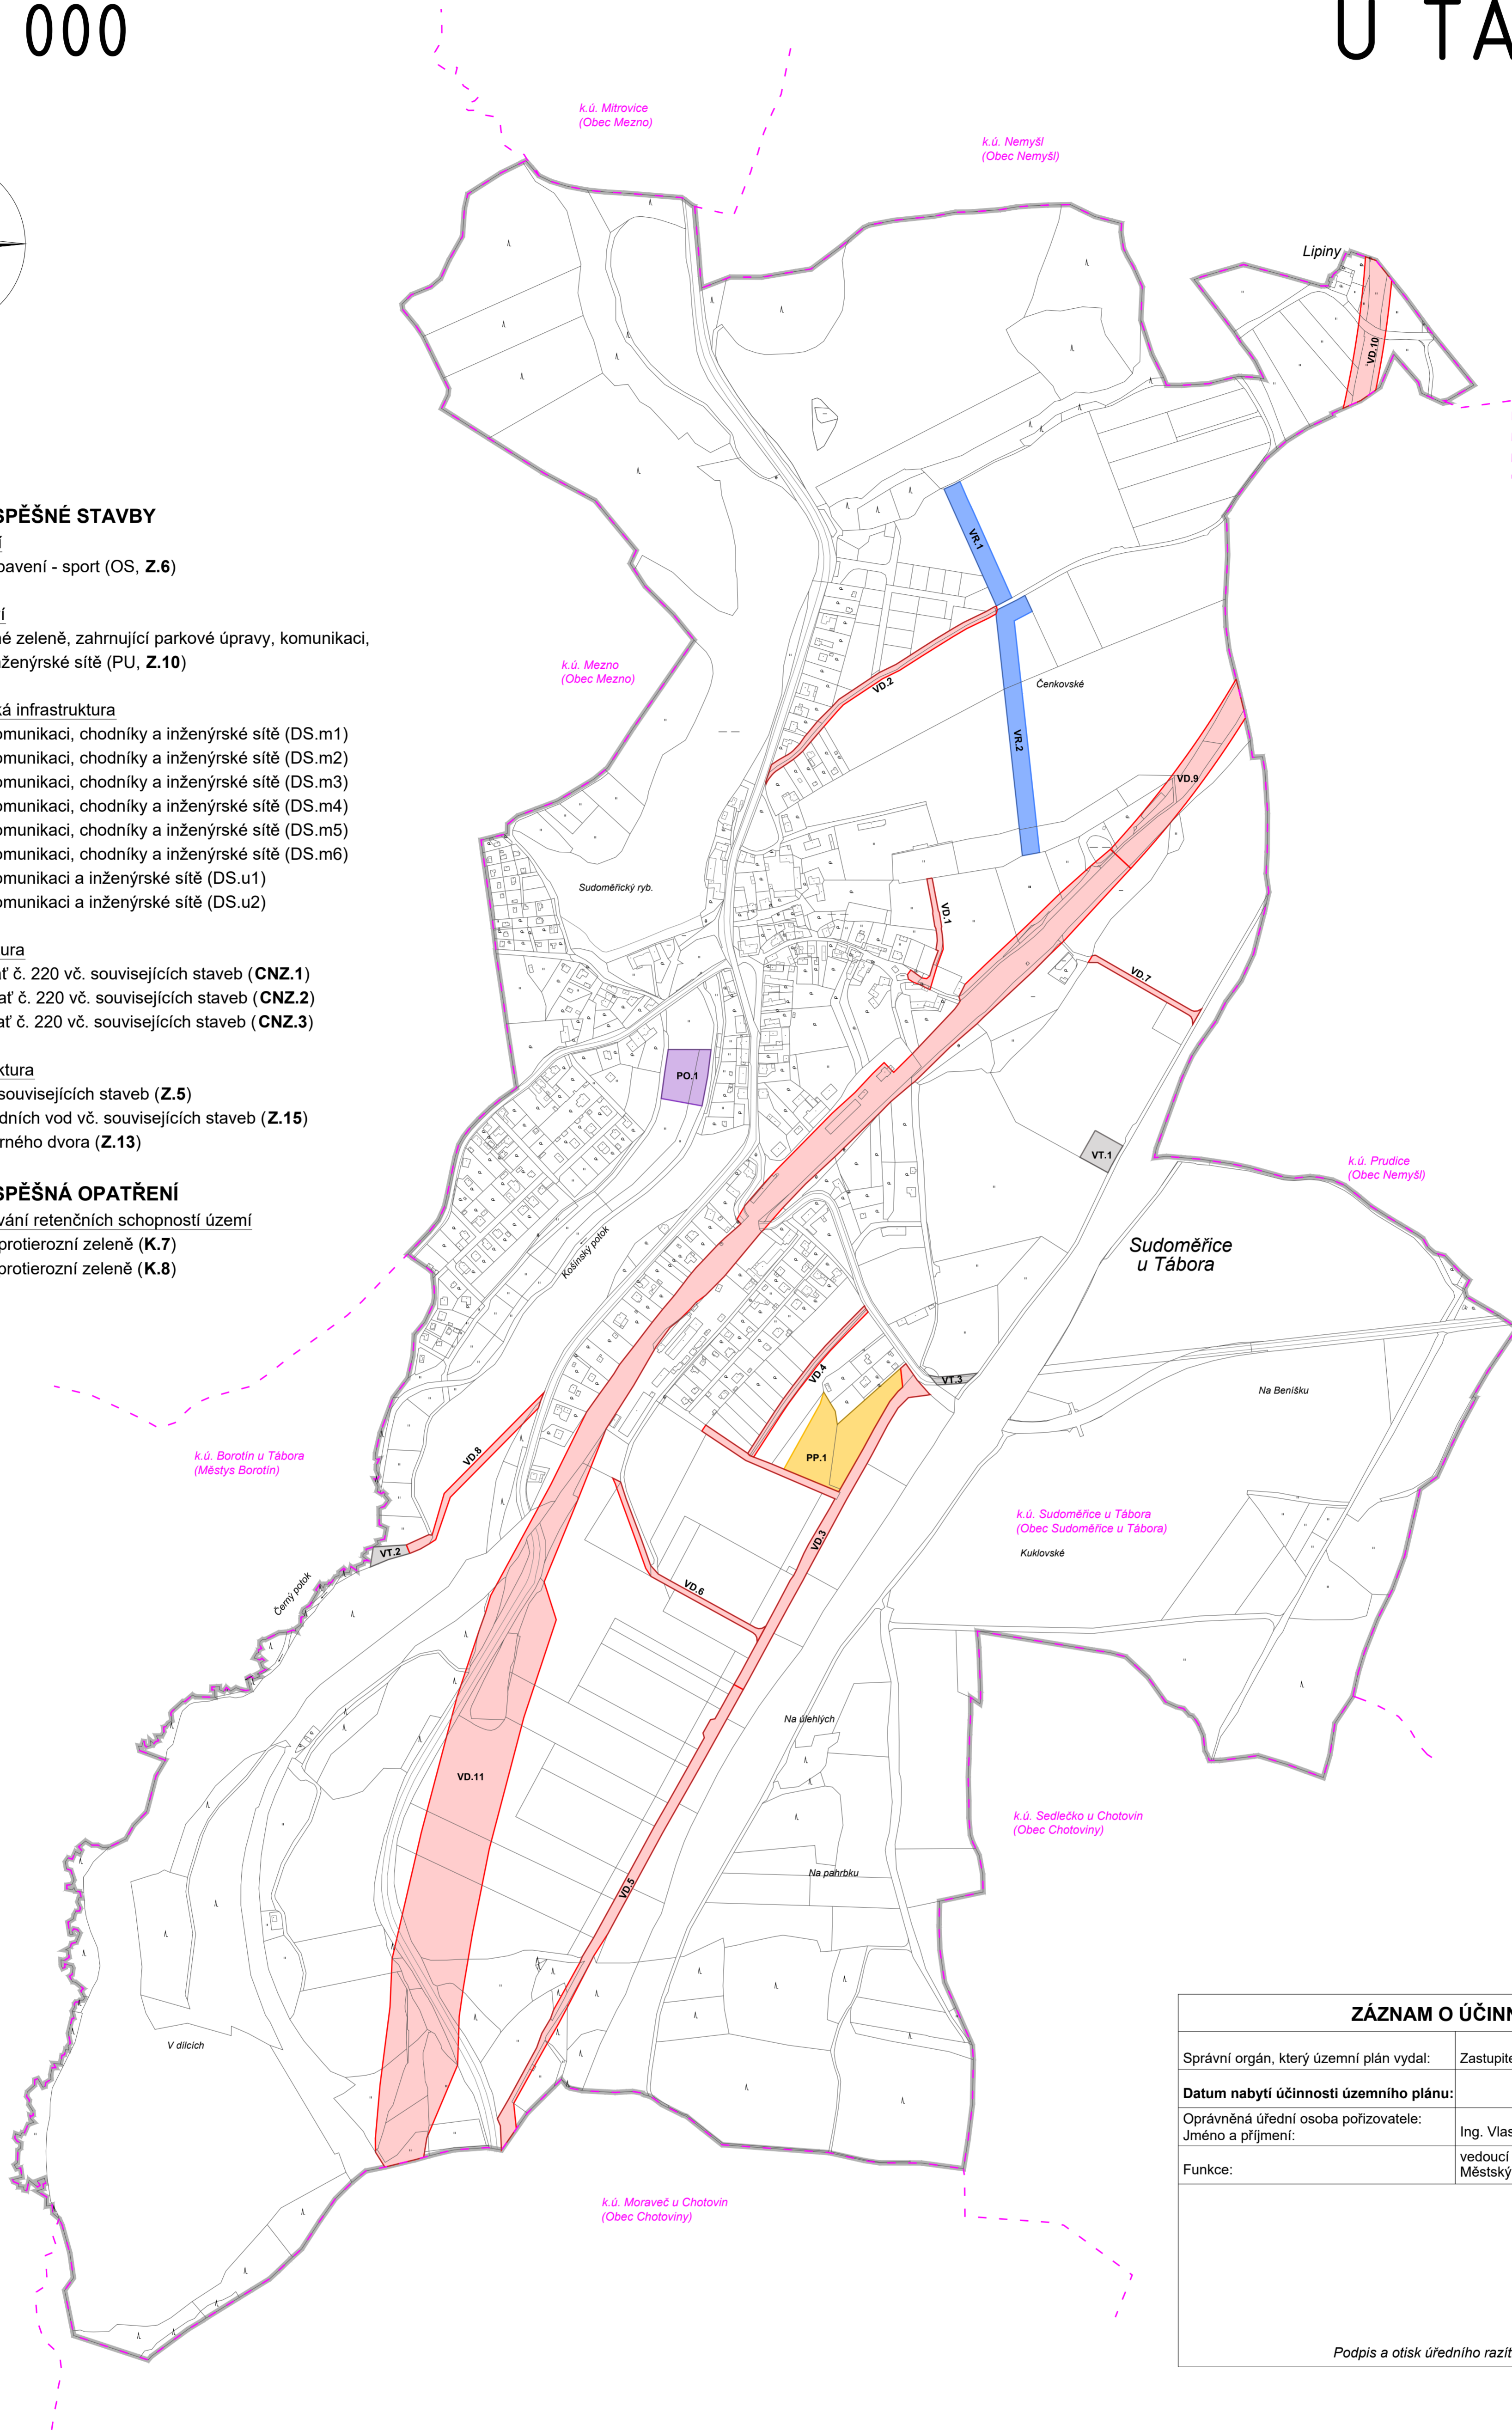 000
U TA
k.ú. Mitrovice
(Obec Mezno)
k.ú. Nemyšl
(Obec Nemyšl)
Lipiny
VD.10
SPĚŠNÉ STAVBY
í
bavení - sport (OS, Z.6)
í
né zeleně, zahrnující parkové úpravy, komunikaci,
nženýrské sítě (PU, Z.10)
ká infrastruktura
omunikaci, chodníky a inženýrské sítě (DS.m1)
omunikaci, chodníky a inženýrské sítě (DS.m2)
omunikaci, chodníky a inženýrské sítě (DS.m3)
omunikaci, chodníky a inženýrské sítě (DS.m4)
omunikaci, chodníky a inženýrské sítě (DS.m5)
omunikaci, chodníky a inženýrské sítě (DS.m6)
omunikaci a inženýrské sítě (DS.u1)
omunikaci a inženýrské sítě (DS.u2)
ura
ať č. 220 vč. souvisejících staveb (CNZ.1)
ať č. 220 vč. souvisejících staveb (CNZ.2)
ať č. 220 vč. souvisejících staveb (CNZ.3)
ktura
souvisejících staveb (Z.5)
dních vod vč. souvisejících staveb (Z.15)
rného dvora (Z.13)
SPĚŠNÁ OPATŘENÍ
vání retenčních schopností území
protierozní zeleně (K.7)
protierozní zeleně (K.8)
VR.1
k.ú. Mezno
(Obec Mezno)
VD.2
Čenkovské
VR.2
VD.9
Sudoměřický ryb.
VD.1
VD.7
PO.1
VT.1
k.ú. Prudice
(Obec Nemyšl)
Košínský potok
Sudoměřice
u Tábora
VD.4
VT.3
Na Beníšku
k.ú. Borotín u Tábora
(Městys Borotín)
VD.8
PP.1
k.ú. Sudoměřice u Tábora
(Obec Sudoměřice u Tábora)
VD.3
VT.2
Kuklovské
Černý potok
VD.6
Na úlehlých
VD.11
k.ú. Sedlečko u Chotovin
(Obec Chotoviny)
Na pahrbku
VD.5
V dílcích
k.ú. Moraveč u Chotovin
(Obec Chotoviny)
ZÁZNAM O ÚČINN
Správní orgán, který územní plán vydal:
Zastupite
Datum nabytí účinnosti územního plánu:
Oprávněná úřední osoba pořizovatele:
Jméno a příjmení:
Ing. Vlas
Funkce:
vedoucí
Městský
Podpis a otisk úředního razít